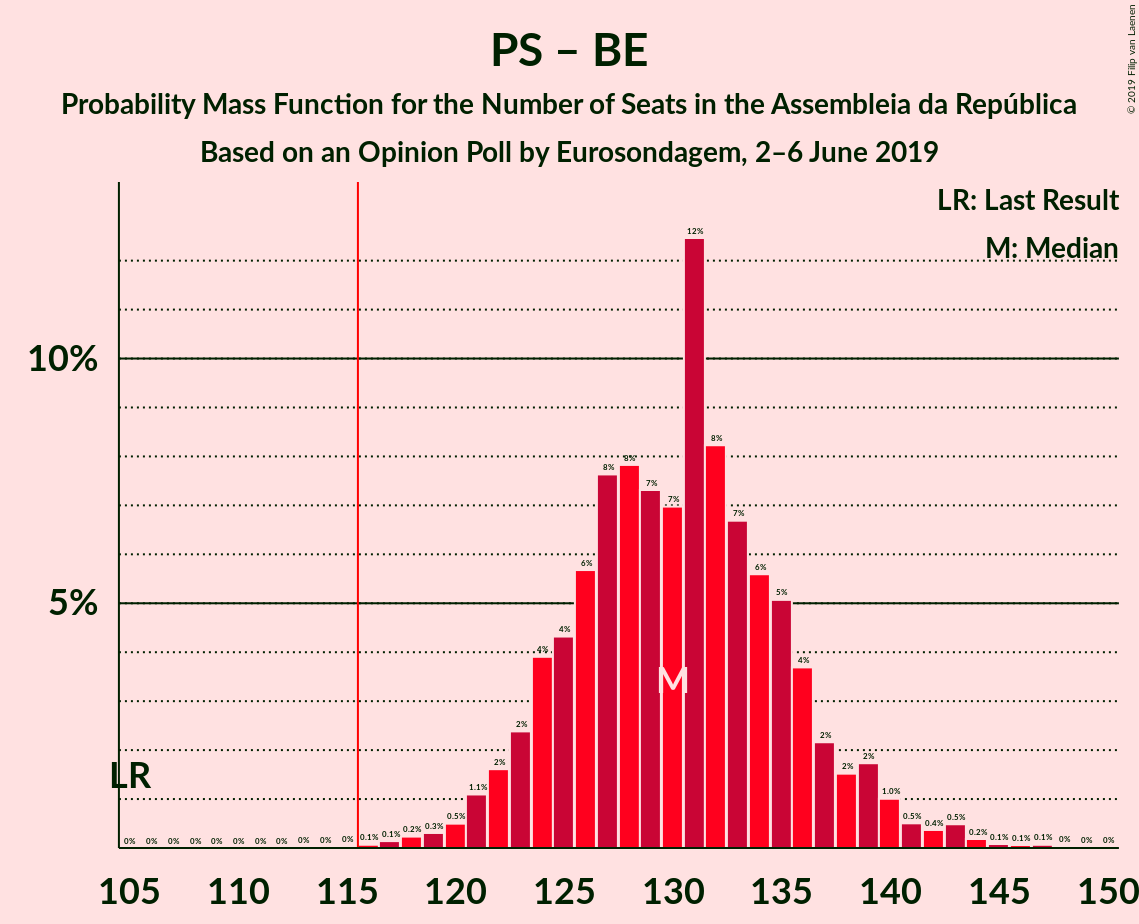 PS – BE
Probability Mass Function for the Number of Seats in the Assembleia da República
Based on an Opinion Poll by Eurosondagem, 2–6 June 2019
© 2019 Filip van Laenen
LR: Last Result
M: Median
10%
5%
LR
M
0% 0% 0% 0% 0% 0% 0% 0% 0% 0% 0% 0.1% 0.1% 0.2% 0.3% 0.5% 1.1% 2% 2% 4% 4% 6% 8% 8% 7% 7% 12% 8% 7% 6% 5% 4% 2% 2% 2% 1.0% 0.5% 0.4% 0.5% 0.2% 0.1% 0.1% 0.1% 0% 0% 0%
105 110 115 120 125 130 135 140 145 150